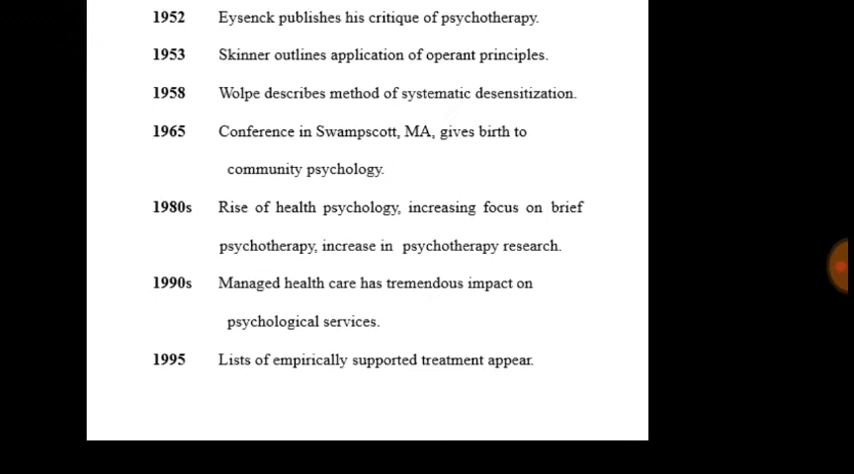 1952 Eysenck publishes his critique of psychotherapy.
1953 Skinner outlines application of operant principles.
1958 Wolpe describes method of systematic desensitization.
1965 Conference in Swampscott, MA, gives birth to
community psychology.
1980s Rise of health psychology, increasing focus on brief
psychotherapy, increase in psychotherapy research.
1990s Managed health care has tremendous impact on
psychological services.
1995 Lists of empirically supported treatment appear.